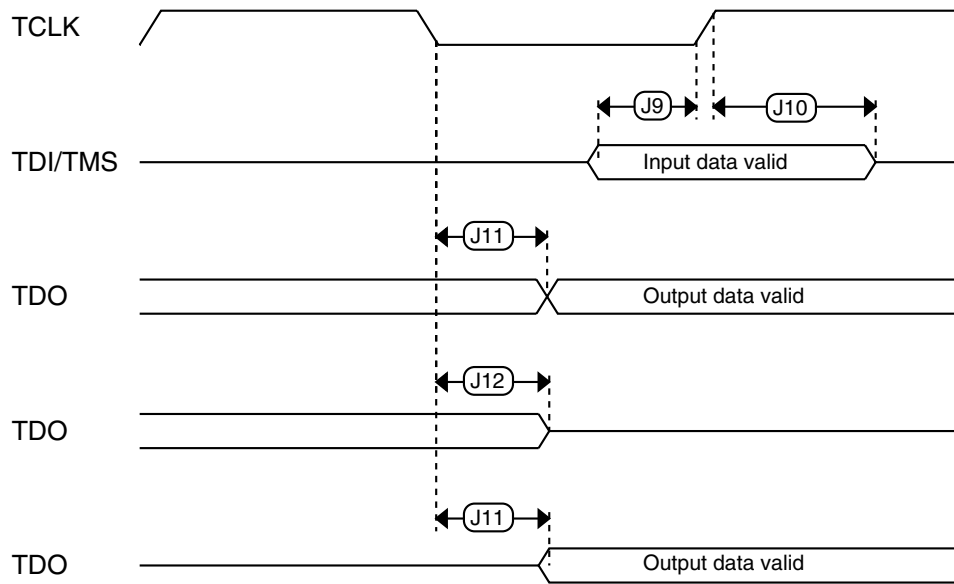 TCLK
J9
J10
TDI/TMS
Input data valid
J11
TDO
Output data valid
J12
TDO
J11
TDO
Output data valid